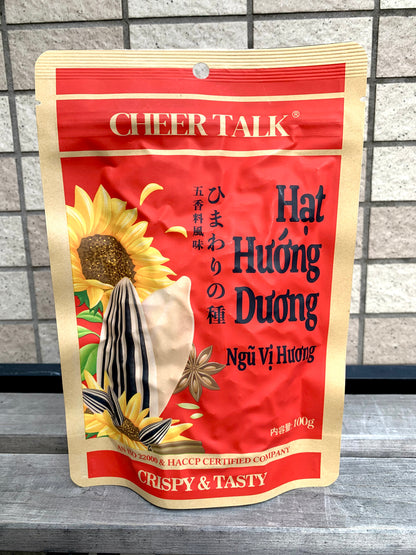 CHEER TALK®
Hạt
Hướng
Dương
Ngũ Vị Hương
ひまわりの種
五香料風味
内容量:100g
AN ISO 22000 & HACCP CERTIFIED COMPANY
CRISPY & TASTY